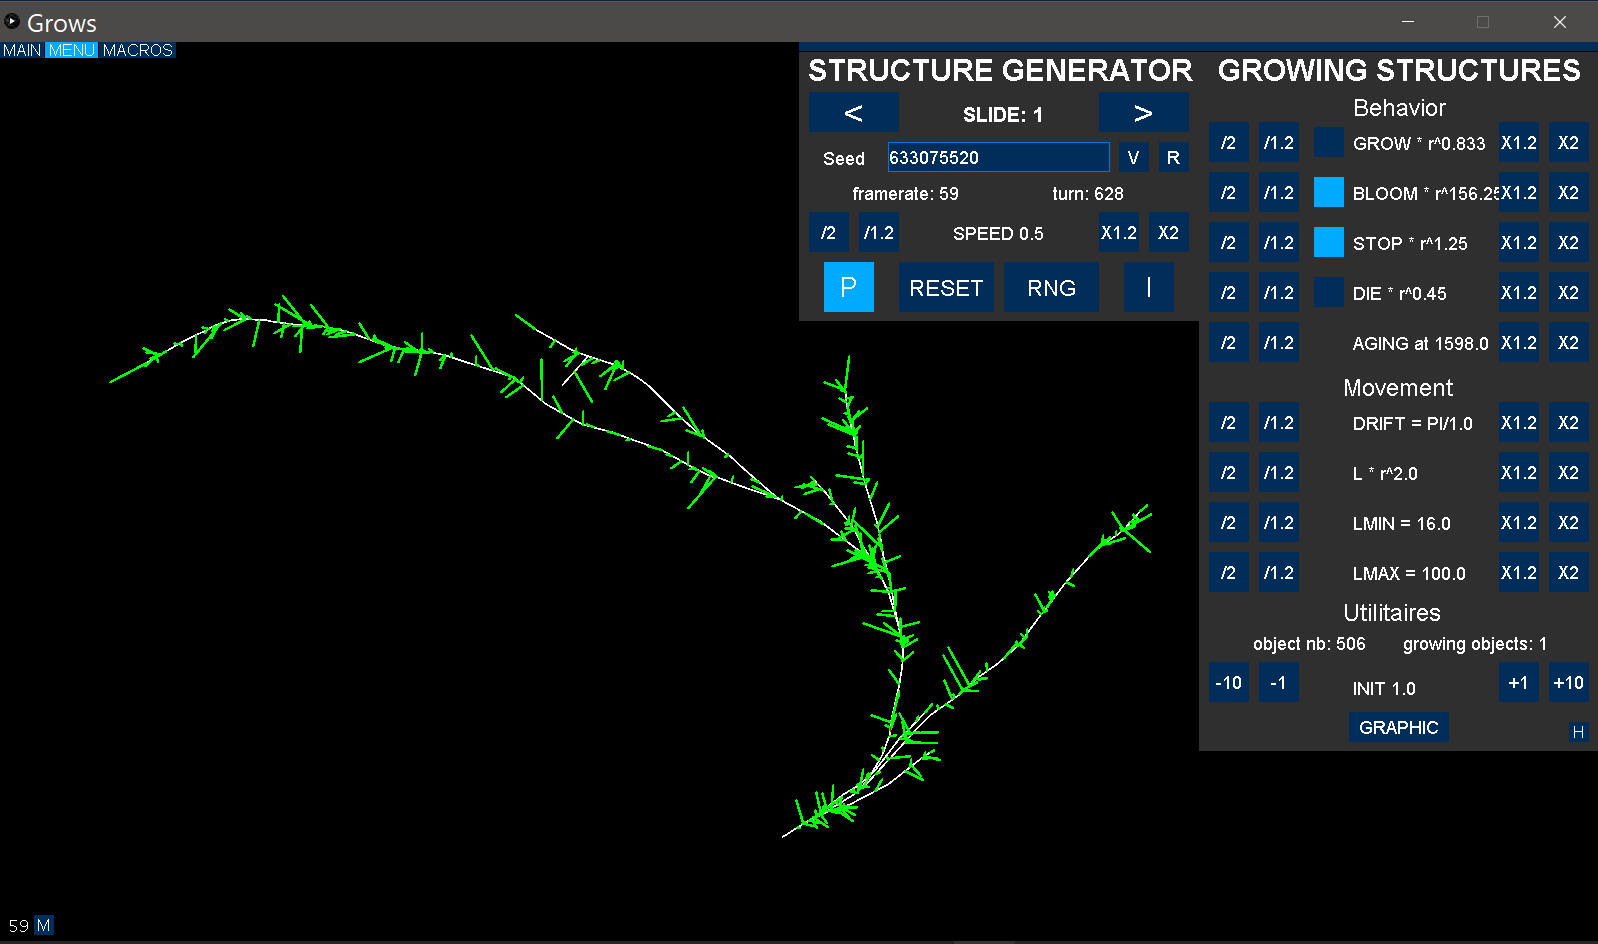 Grows
MAIN MENU MACROS
STRUCTURE GENERATOR
< SLIDE: 1 >
Seed 633075520 V R
framerate: 59 turn: 628
/2 /1.2 SPEED 0.5 X1.2 X2
P RESET RNG I
GROWING STRUCTURES
Behavior
/2 /1.2 GROW * r^0.833 X1.2 X2
/2 /1.2 BLOOM * r^156.25 X1.2 X2
/2 /1.2 STOP * r^1.25 X1.2 X2
/2 /1.2 DIE * r^0.45 X1.2 X2
/2 /1.2 AGING at 1598.0 X1.2 X2
Movement
/2 /1.2 DRIFT = PI/1.0 X1.2 X2
/2 /1.2 L * r^2.0 X1.2 X2
/2 /1.2 LMIN = 16.0 X1.2 X2
/2 /1.2 LMAX = 100.0 X1.2 X2
Utilitaires
object nb: 506 growing objects: 1
-10 -1 INIT 1.0 +1 +10
GRAPHIC
H
59 M